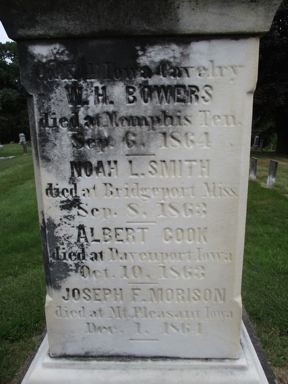 Iowa Cavelry
W. H. BOWERS
died at Memphis Ten.
Sep. 6, 1864
NOAH L. SMITH
died at Bridgeport Miss.
Sep. 8, 1863
ALBERT COOK
died at Davenport Iowa
Oct. 10, 1863
JOSEPH F. MORISON
died at Mt. Pleasant Iowa
Dec. 1, 1864